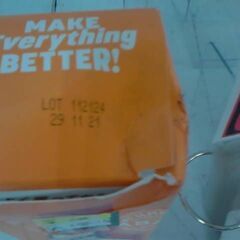 MAKE
Everything
BETTER!
LOT 112124
29 11 21